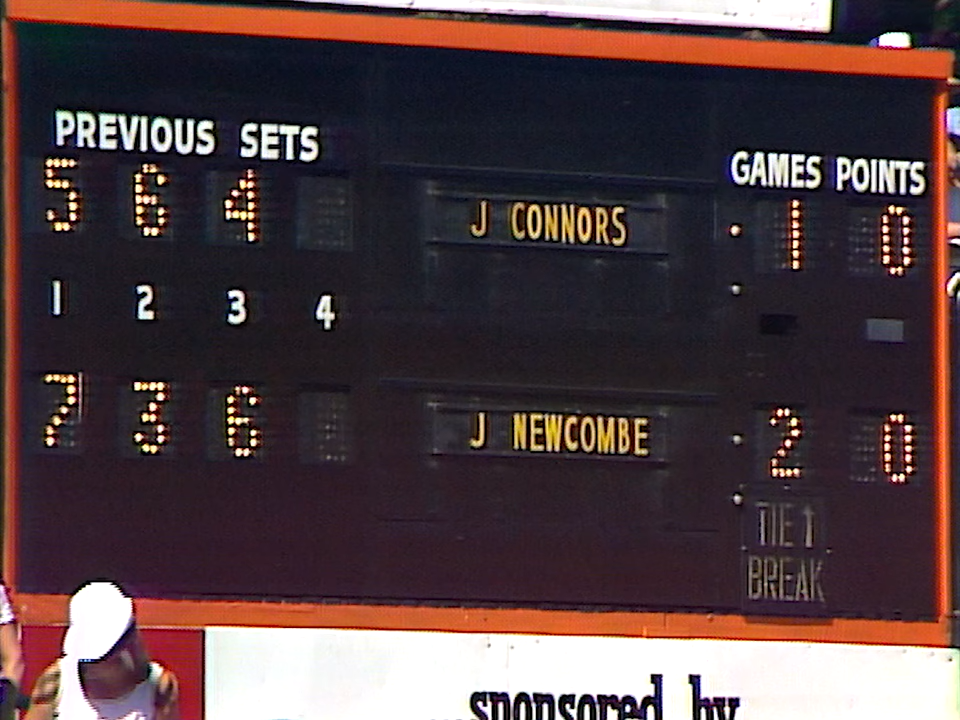 PREVIOUS SETS
GAMES POINTS
5 6 4 J CONNORS 1 0
1 2 3 4
7 3 6 J NEWCOMBE 2 0
TIE
BREAK
sponsored by